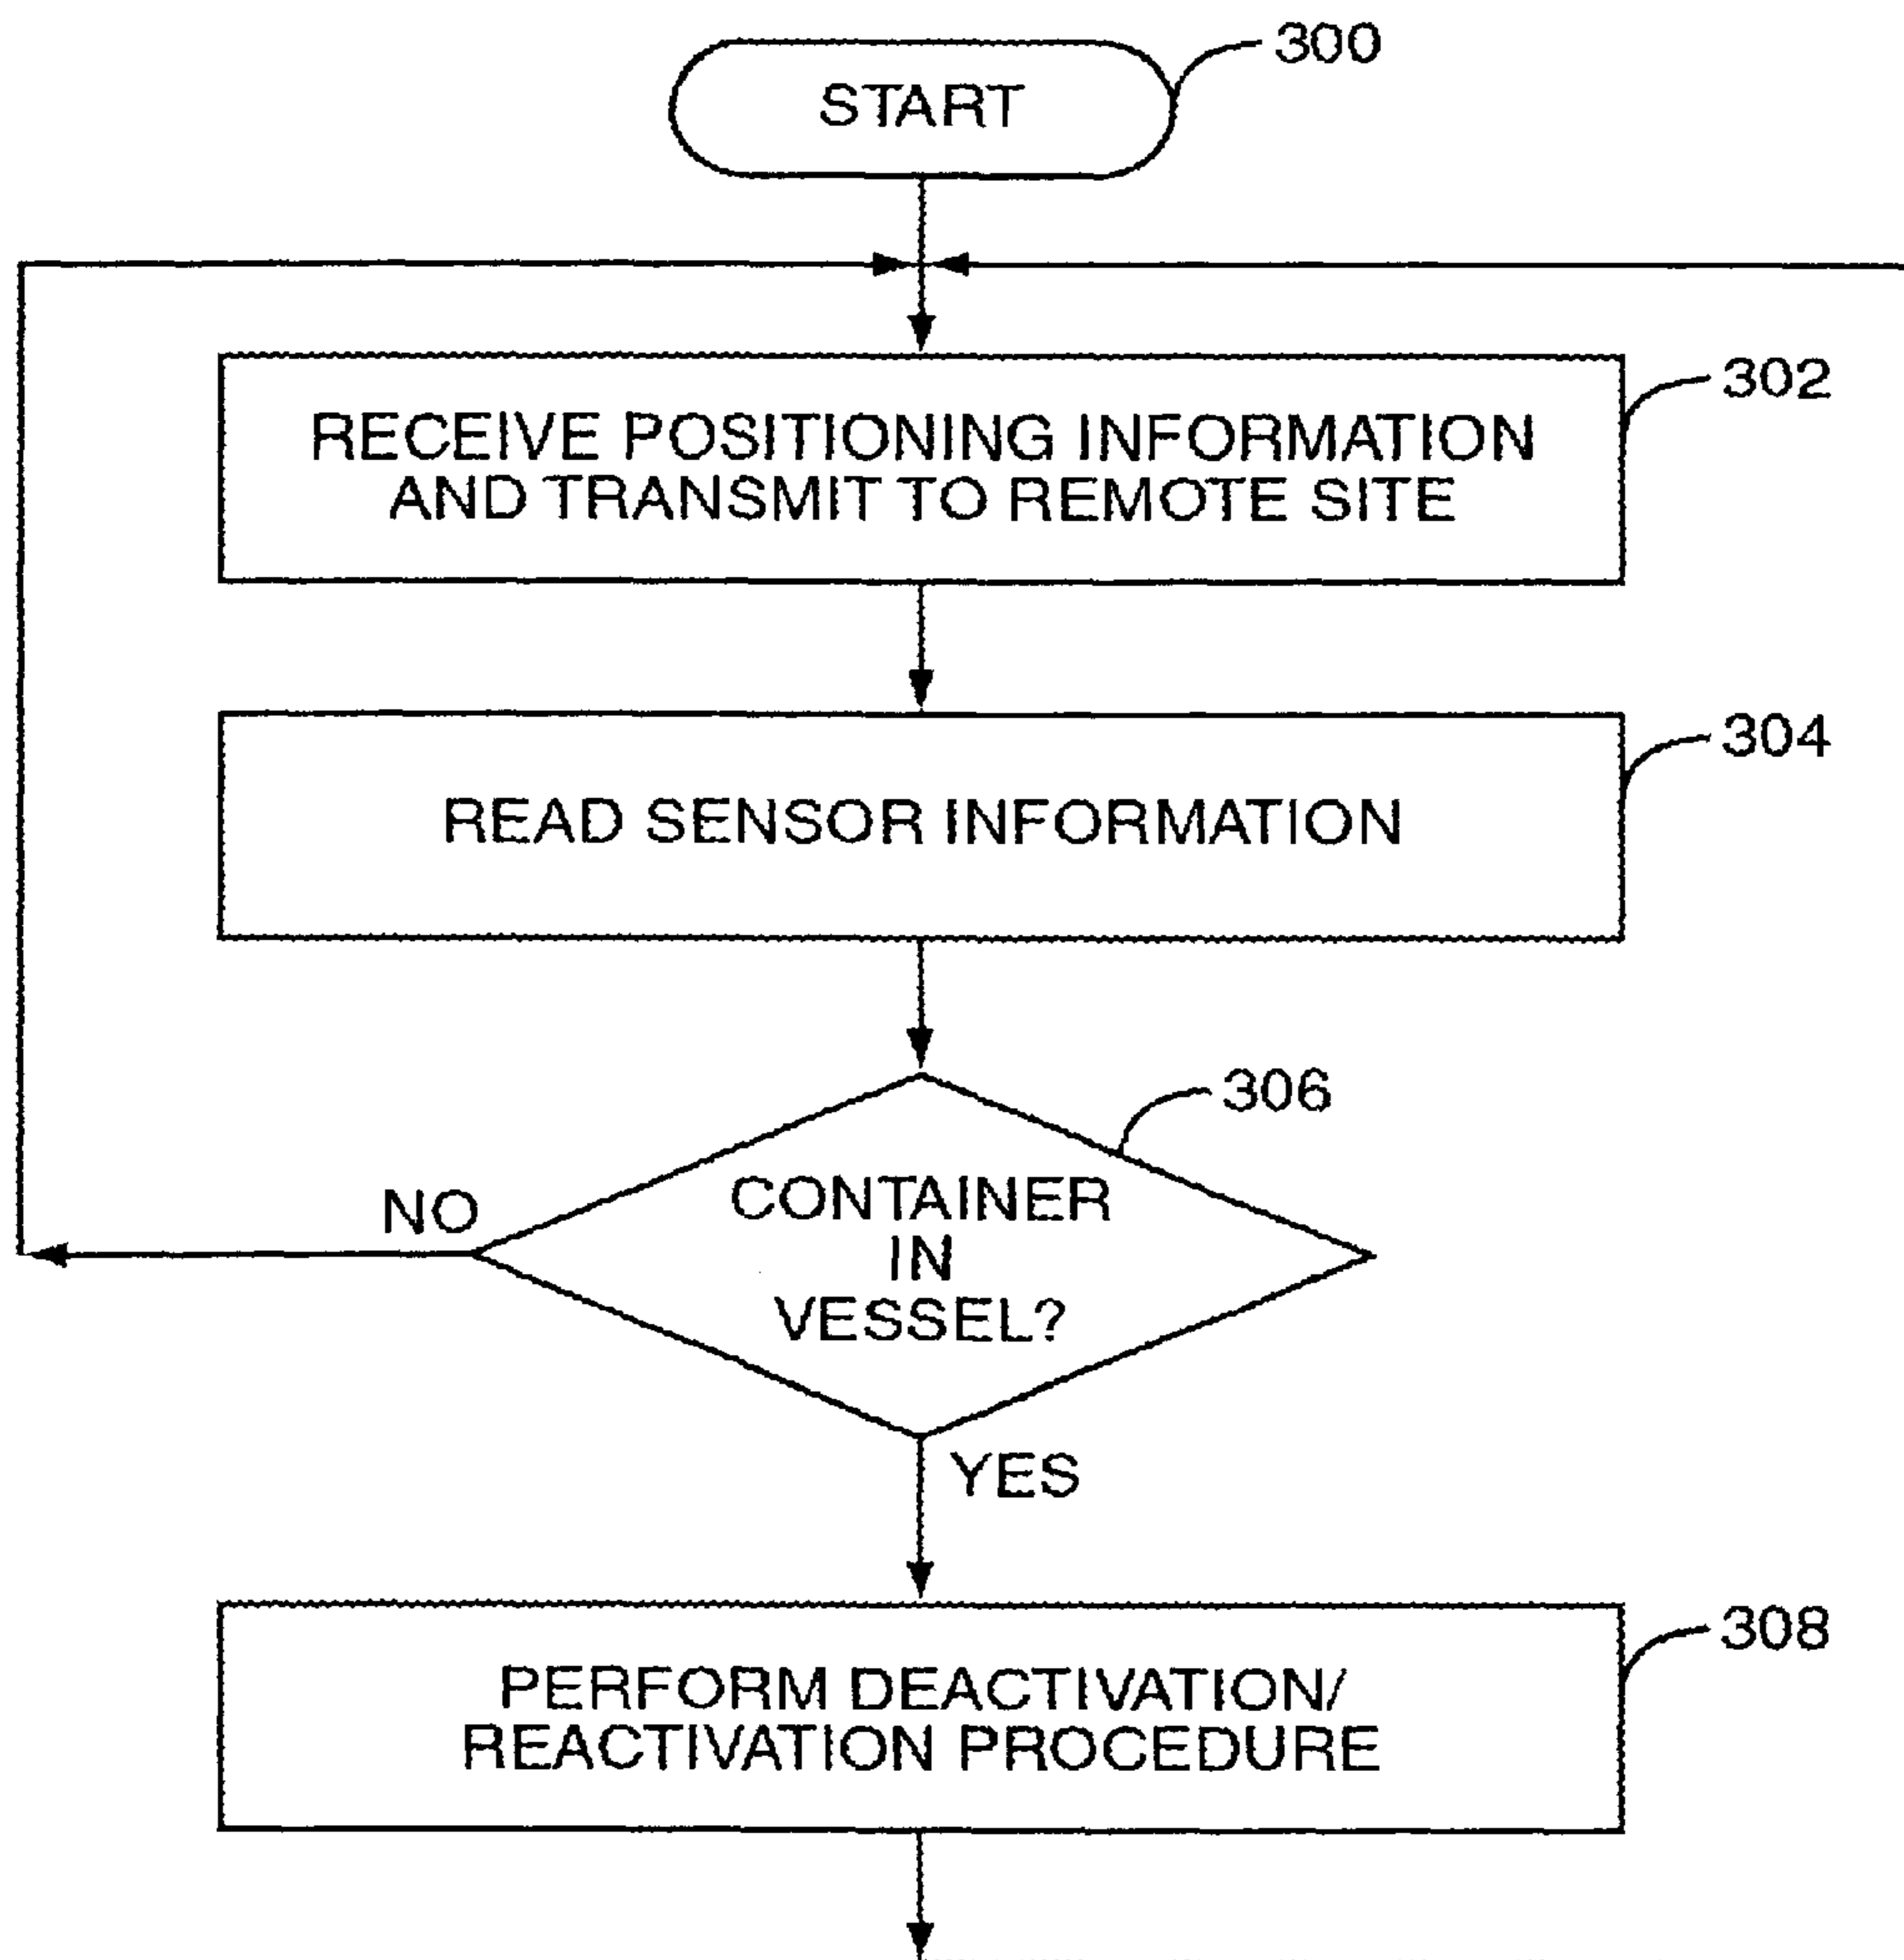 300
START
302
RECEIVE POSITIONING INFORMATION
AND TRANSMIT TO REMOTE SITE
304
READ SENSOR INFORMATION
306
NO
CONTAINER
IN
VESSEL?
YES
308
PERFORM DEACTIVATION/
REACTIVATION PROCEDURE